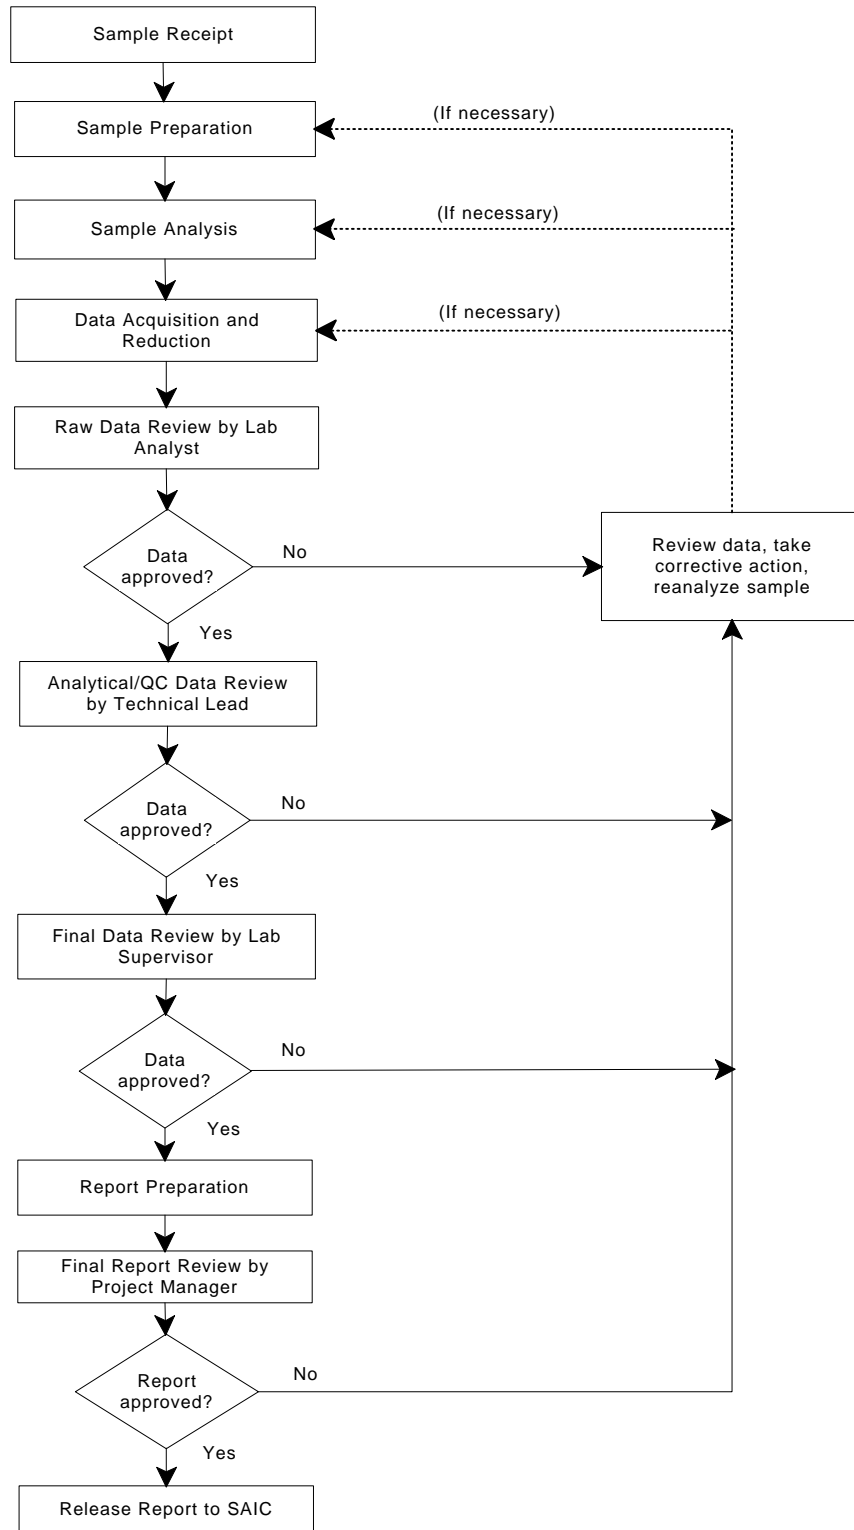 Sample Receipt
(If necessary)
Sample Preparation
(If necessary)
Sample Analysis
(If necessary)
Data Acquisition and
Reduction
Raw Data Review by Lab
Analyst
Data
approved?
No
Review data, take
corrective action,
reanalyze sample
Yes
Analytical/QC Data Review
by Technical Lead
Data
approved?
No
Yes
Final Data Review by Lab
Supervisor
Data
approved?
No
Yes
Report Preparation
Final Report Review by
Project Manager
Report
approved?
No
Yes
Release Report to SAIC